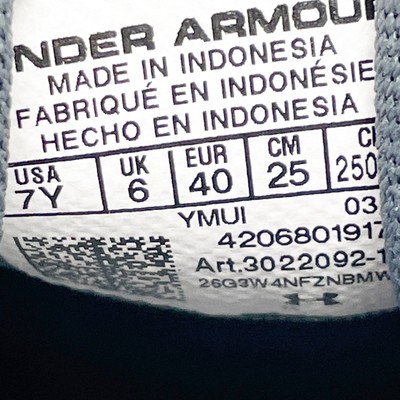 NDER ARMOU
MADE IN INDONESIA
FABRIQUÉ EN INDONÉSIE
HECHO EN INDONESIA
USA UK EUR CM
7Y 6 40 25 250
YMUI 03
4206801917
Art.3022092-1
26G3W4NFZNBMW